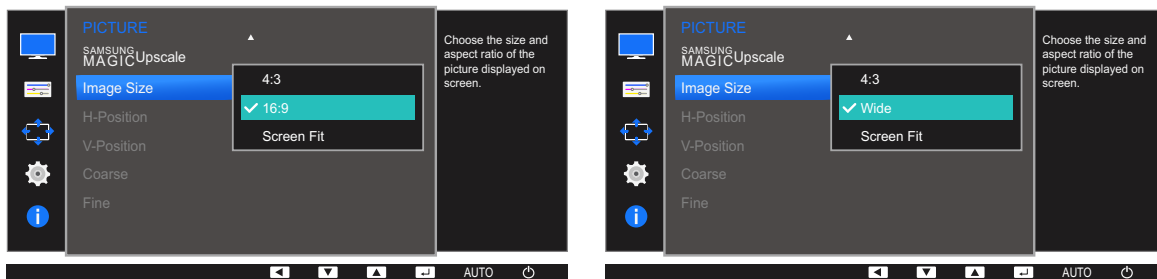 PICTURE
SAMSUNG
MAGIC Upscale
Image Size
H-Position
V-Position
Coarse
Fine
4:3
16:9
Screen Fit
Choose the size and
aspect ratio of the
picture displayed on
screen.
AUTO
PICTURE
SAMSUNG
MAGIC Upscale
Image Size
H-Position
V-Position
Coarse
Fine
4:3
Wide
Screen Fit
Choose the size and
aspect ratio of the
picture displayed on
screen.
AUTO